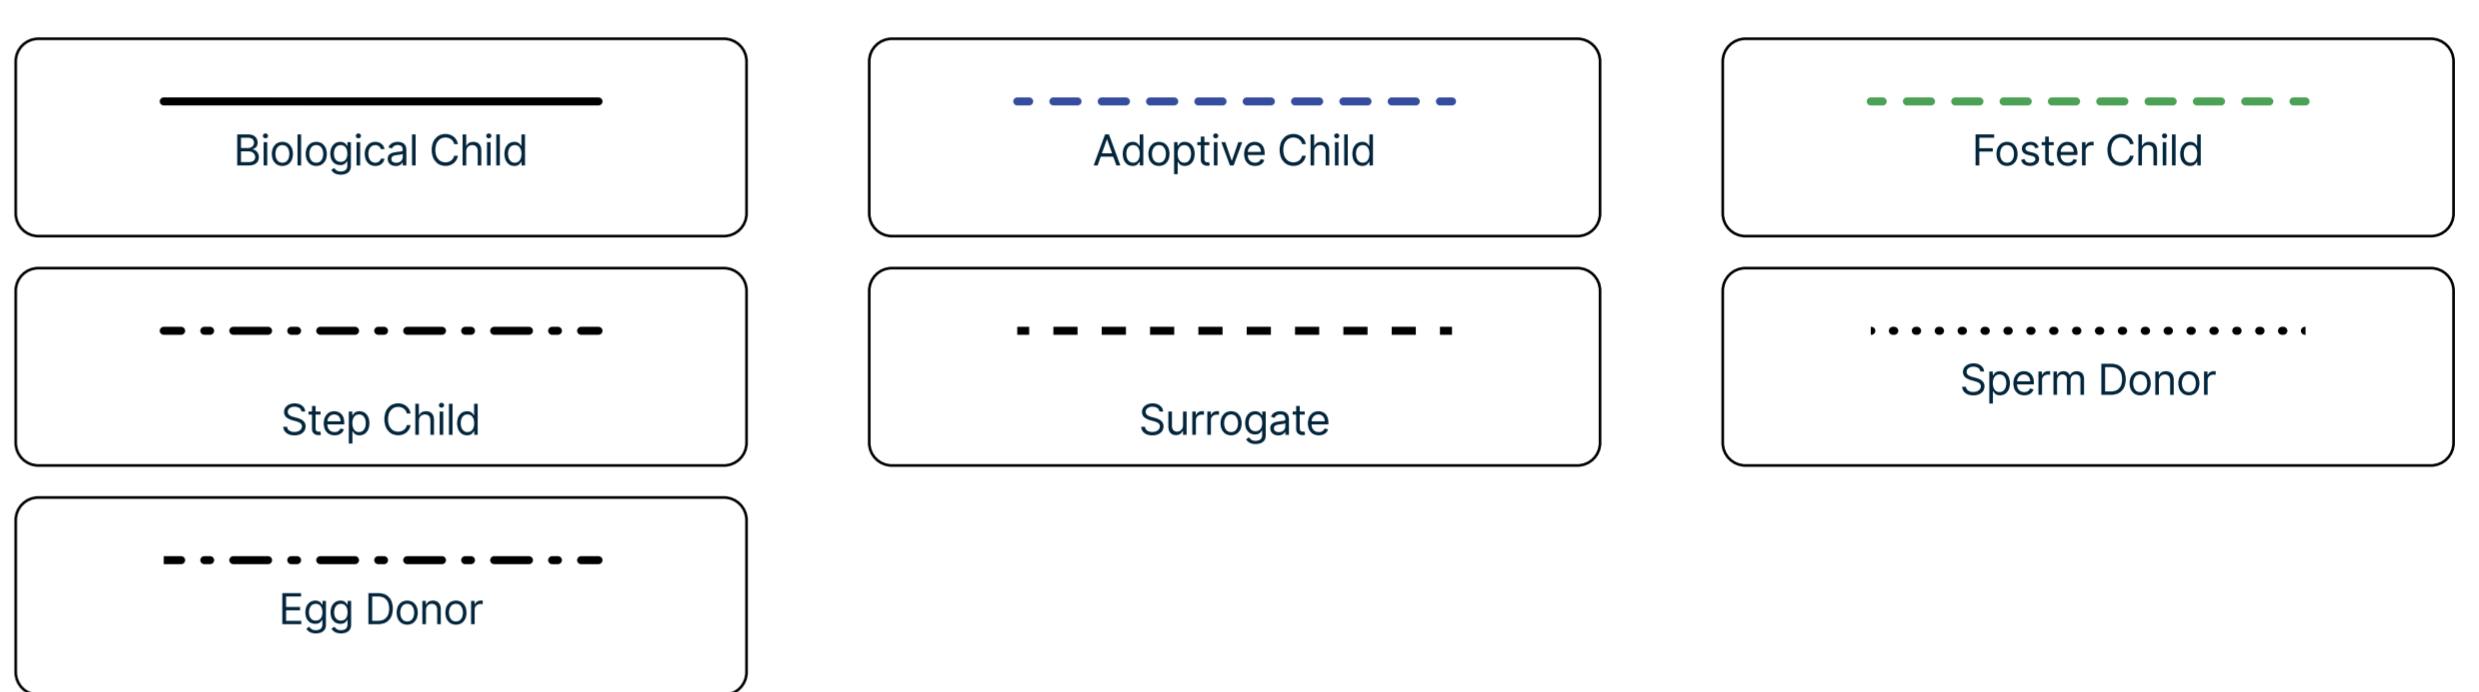 Biological Child
Adoptive Child
Foster Child
Step Child
Surrogate
Sperm Donor
Egg Donor